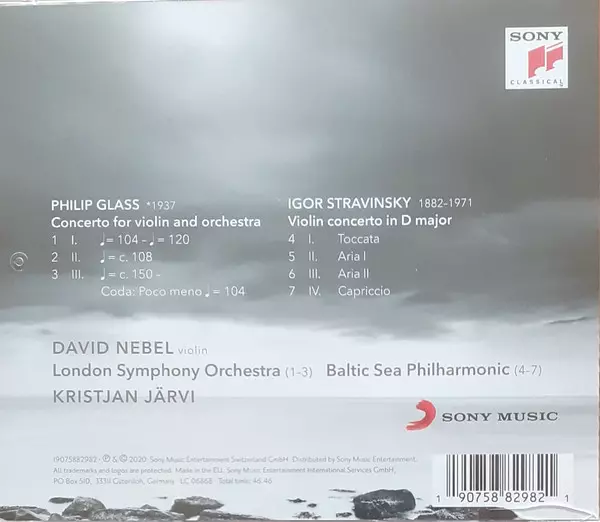 SONY
CLASSICAL
PHILIP GLASS *1937
Concerto for violin and orchestra
1 I. ♩= 104 – ♩= 120
2 II. ♩= c. 108
3 III. ♩= c. 150 –
Coda: Poco meno ♩= 104
IGOR STRAVINSKY 1882–1971
Violin concerto in D major
4 I. Toccata
5 II. Aria I
6 III. Aria II
7 IV. Capriccio
DAVID NEBEL violin
London Symphony Orchestra (1–3) Baltic Sea Philharmonic (4–7)
KRISTJAN JÄRVI
SONY MUSIC
19075882982 · ℗ & © 2020 Sony Music Entertainment Switzerland GmbH. Distributed by Sony Music Entertainment.
All trademarks and logos are protected. Made in the EU. Sony Music Entertainment International Services GmbH,
PO Box 510, 33311 Gütersloh, Germany LC 06868 Total time: 46:46
1 90758 82982 1